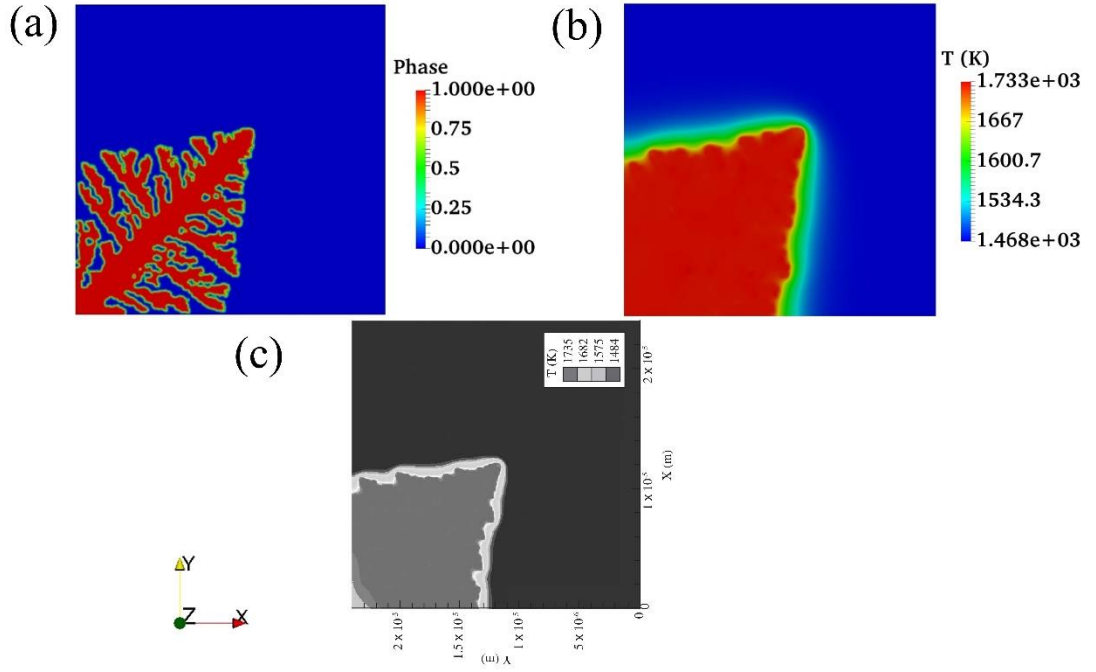 (a)
Phase
1.000e+00
0.75
0.5
0.25
0.000e+00
(b)
T (K)
1.733e+03
1667
1600.7
1534.3
1.468e+03
(c)
T (K)
1735
1682
1575
1484
2 x 10⁻⁵
1 x 10⁻⁵
0
X (m)
2 x 10⁻⁵
1.5 x 10⁻⁵
1 x 10⁻⁵
5 x 10⁻⁶
0
Y (m)
Y
Z
X